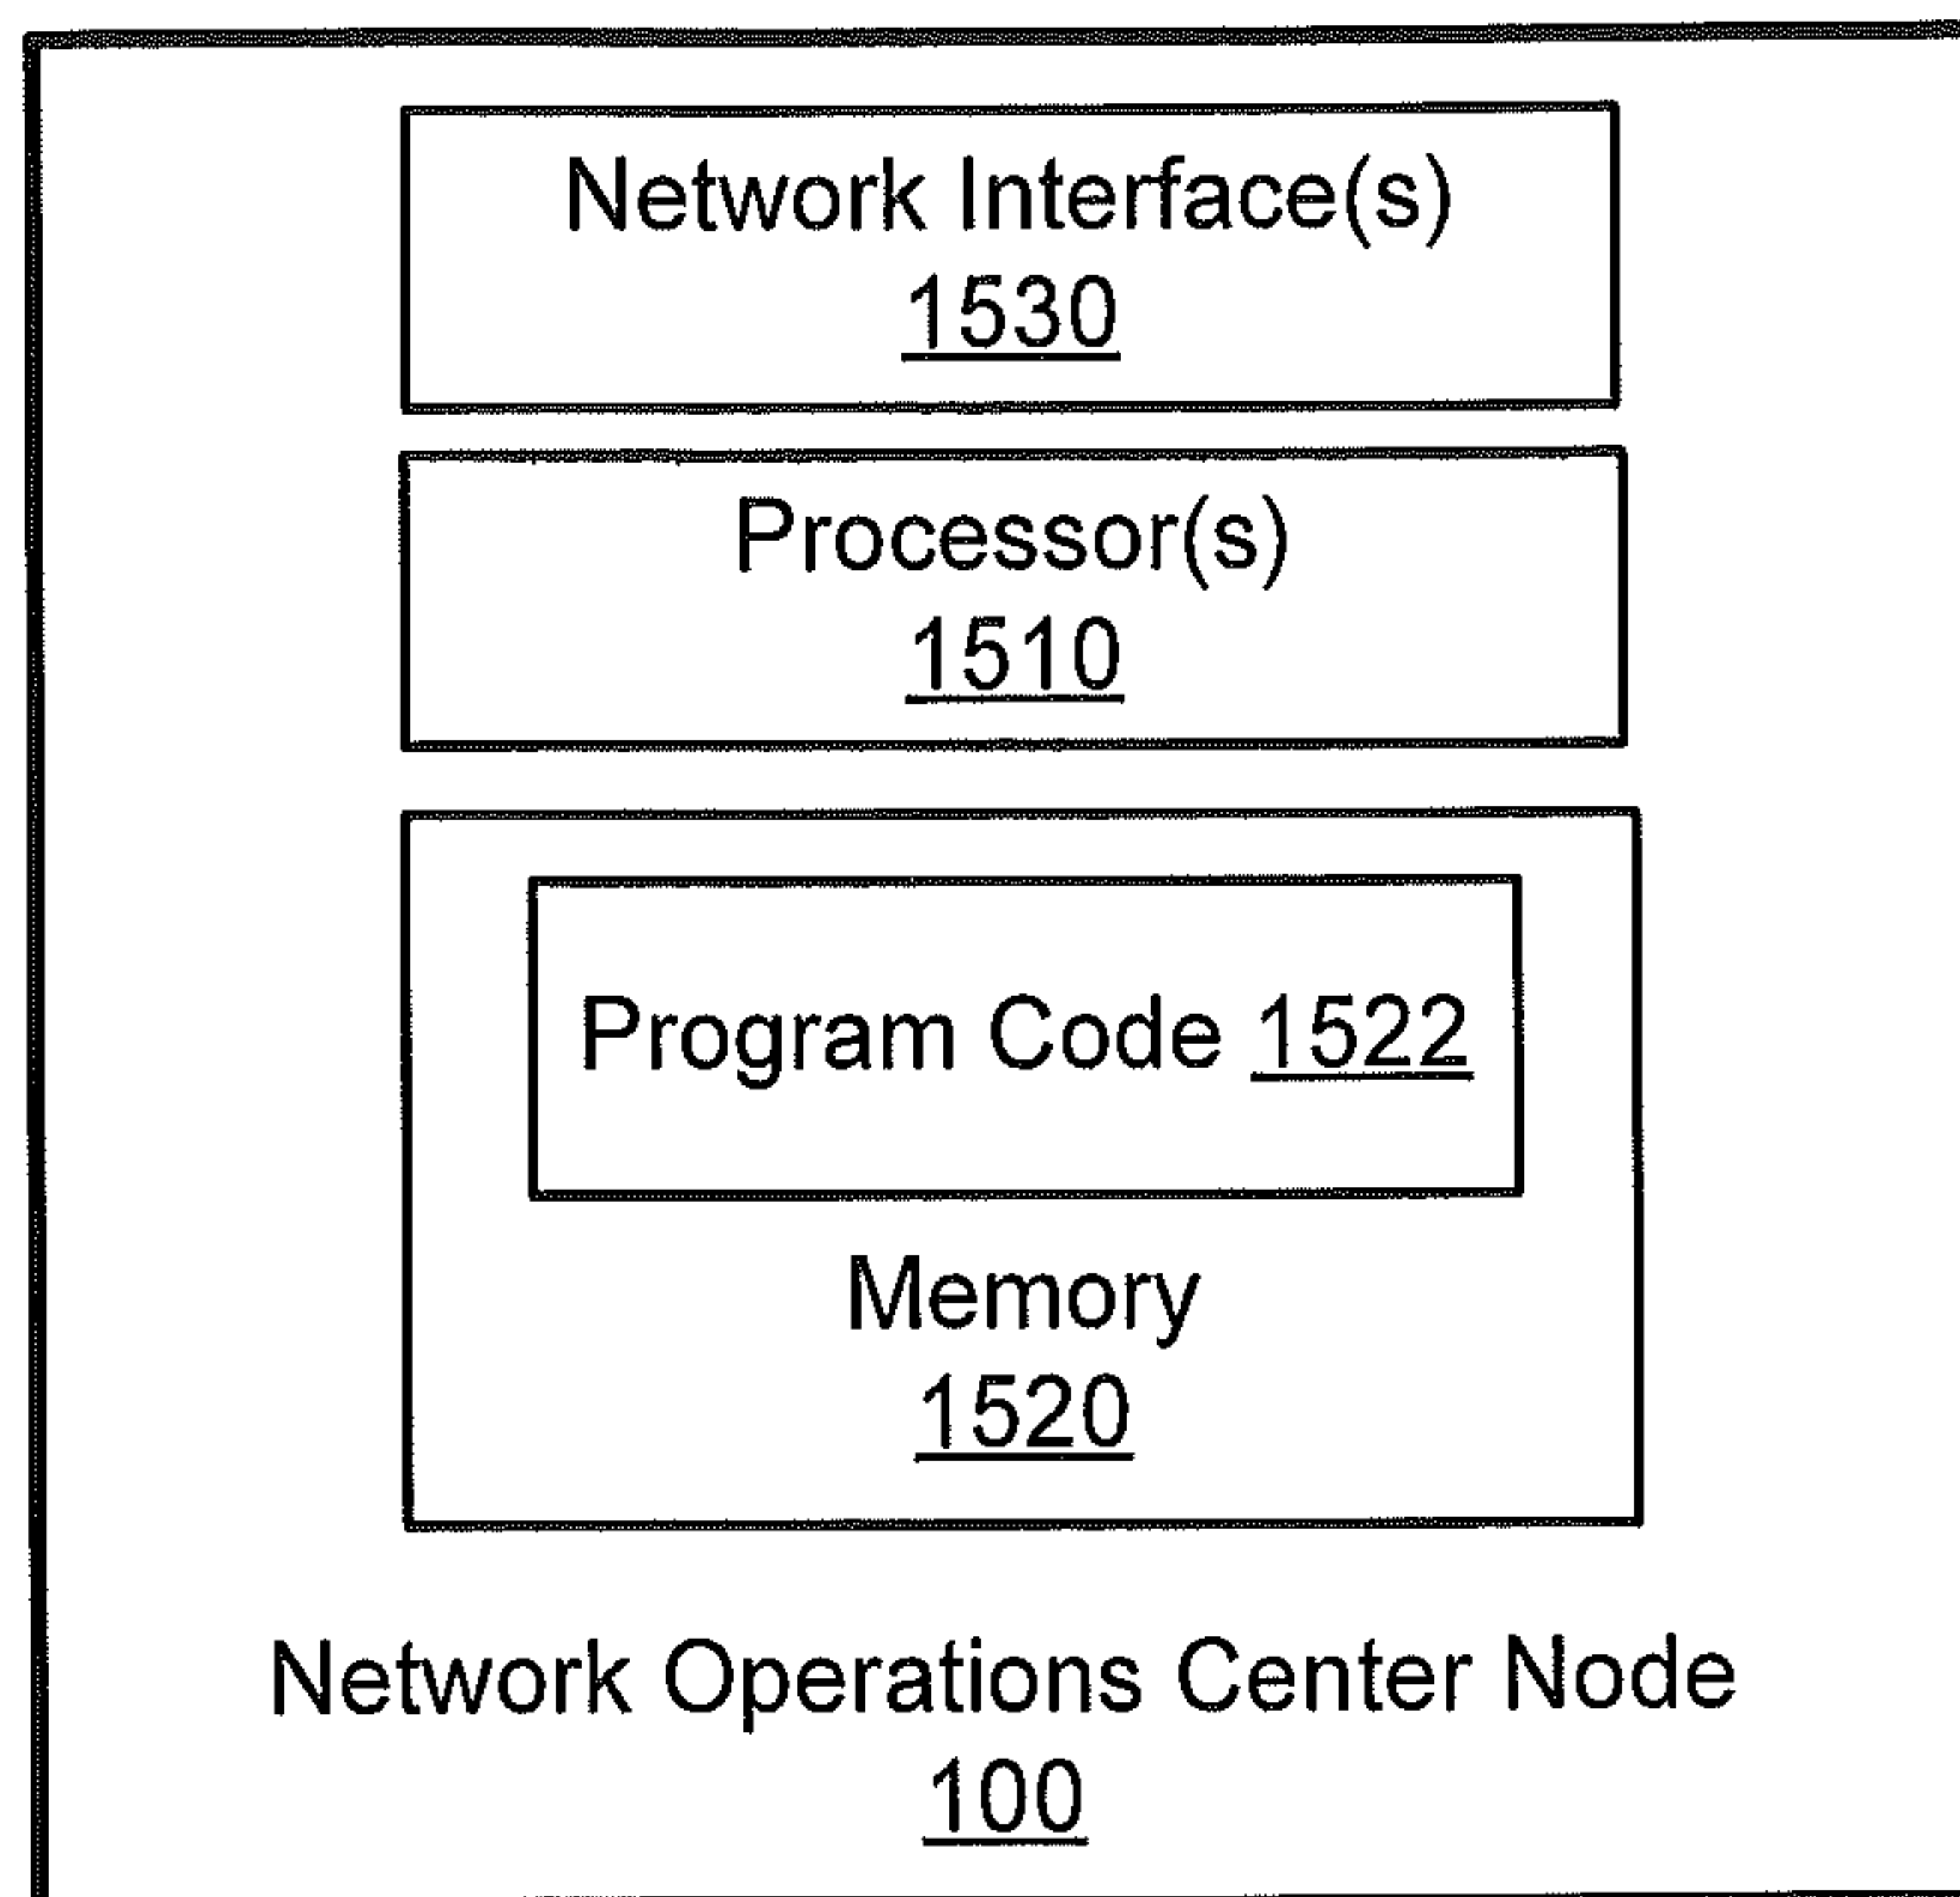 Network Interface(s)
1530
Processor(s)
1510
Program Code 1522
Memory
1520
Network Operations Center Node
100